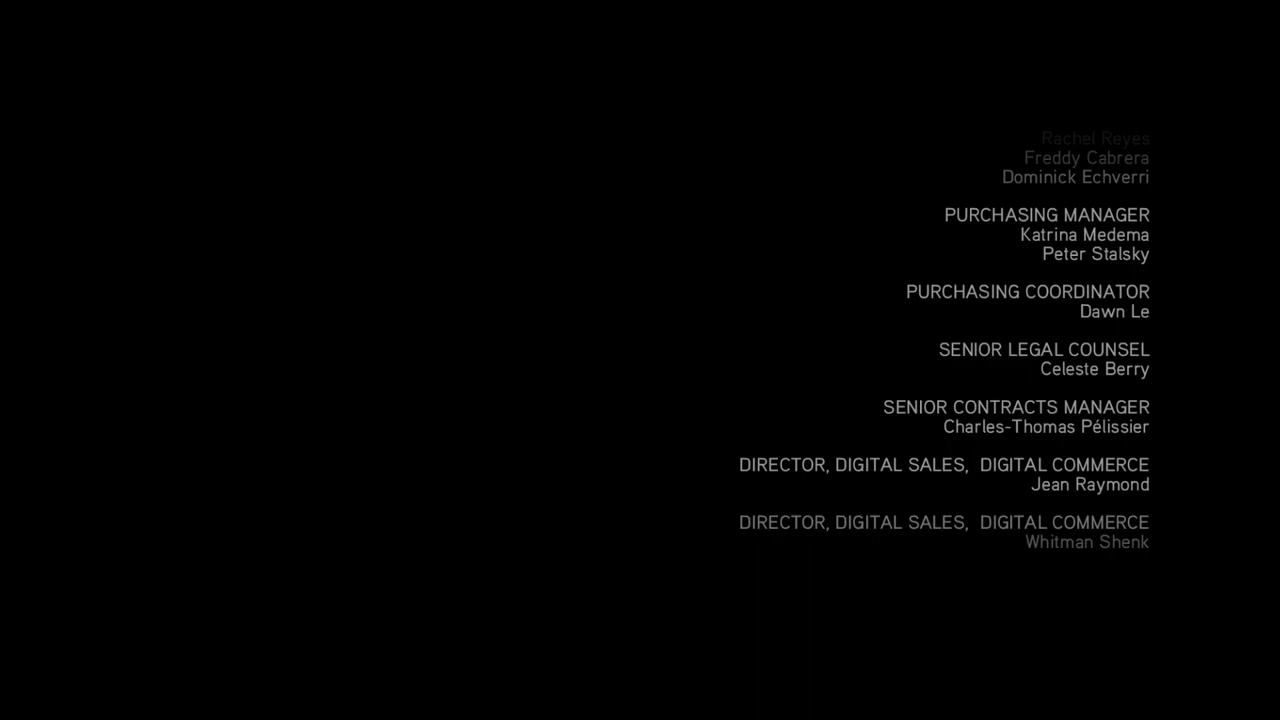 Rachel Reyes
Freddy Cabrera
Dominick Echverri
PURCHASING MANAGER
Katrina Medema
Peter Stalsky
PURCHASING COORDINATOR
Dawn Le
SENIOR LEGAL COUNSEL
Celeste Berry
SENIOR CONTRACTS MANAGER
Charles-Thomas Pélissier
DIRECTOR, DIGITAL SALES,  DIGITAL COMMERCE
Jean Raymond
DIRECTOR, DIGITAL SALES,  DIGITAL COMMERCE
Whitman Shenk